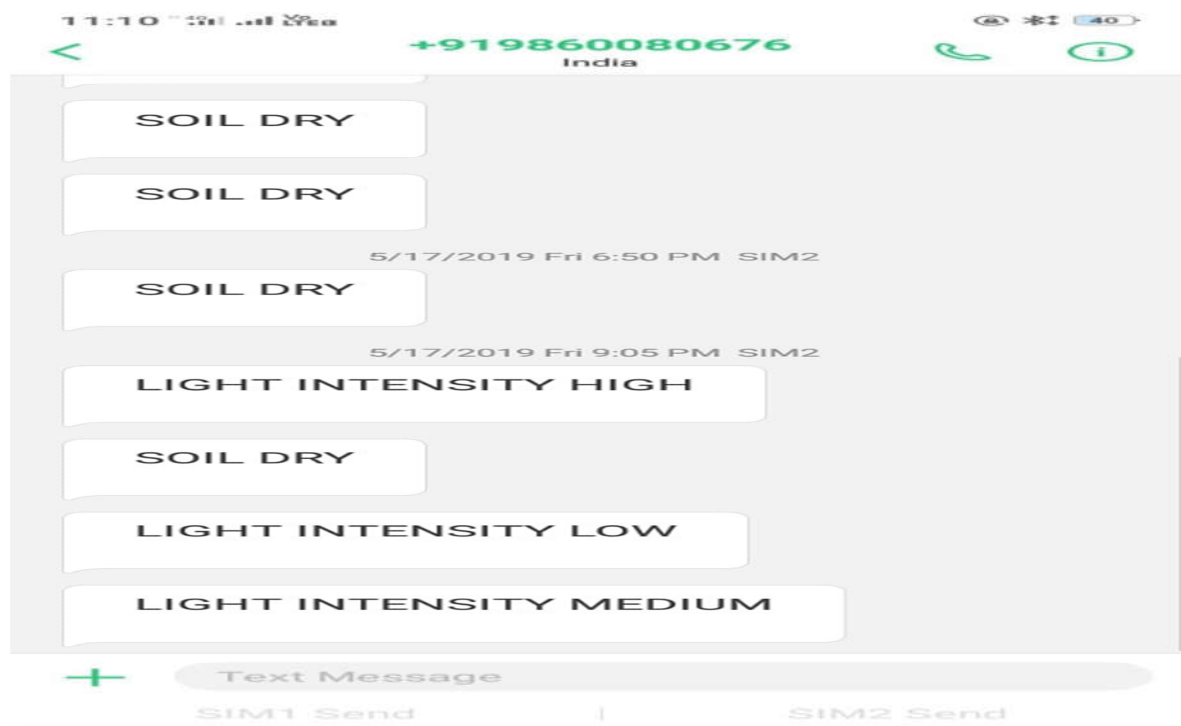 11:10
40
+919860080676
India
SOIL DRY
SOIL DRY
5/17/2019 Fri 6:50 PM SIM2
SOIL DRY
5/17/2019 Fri 9:05 PM SIM2
LIGHT INTENSITY HIGH
SOIL DRY
LIGHT INTENSITY LOW
LIGHT INTENSITY MEDIUM
Text Message
SIM1 Send | SIM2 Send